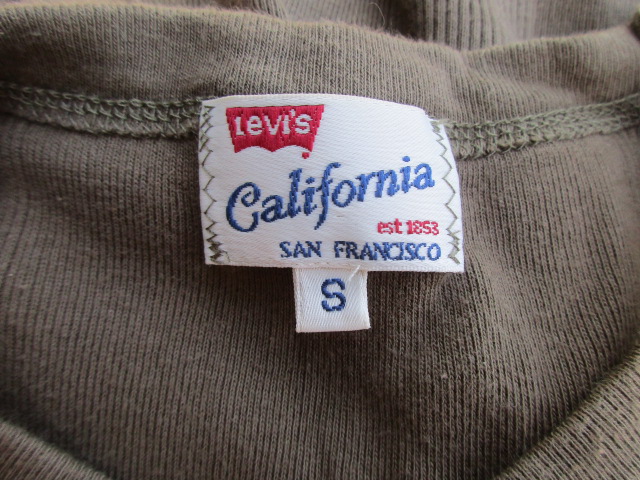 Levi's
California
est 1853
SAN FRANCISCO
S